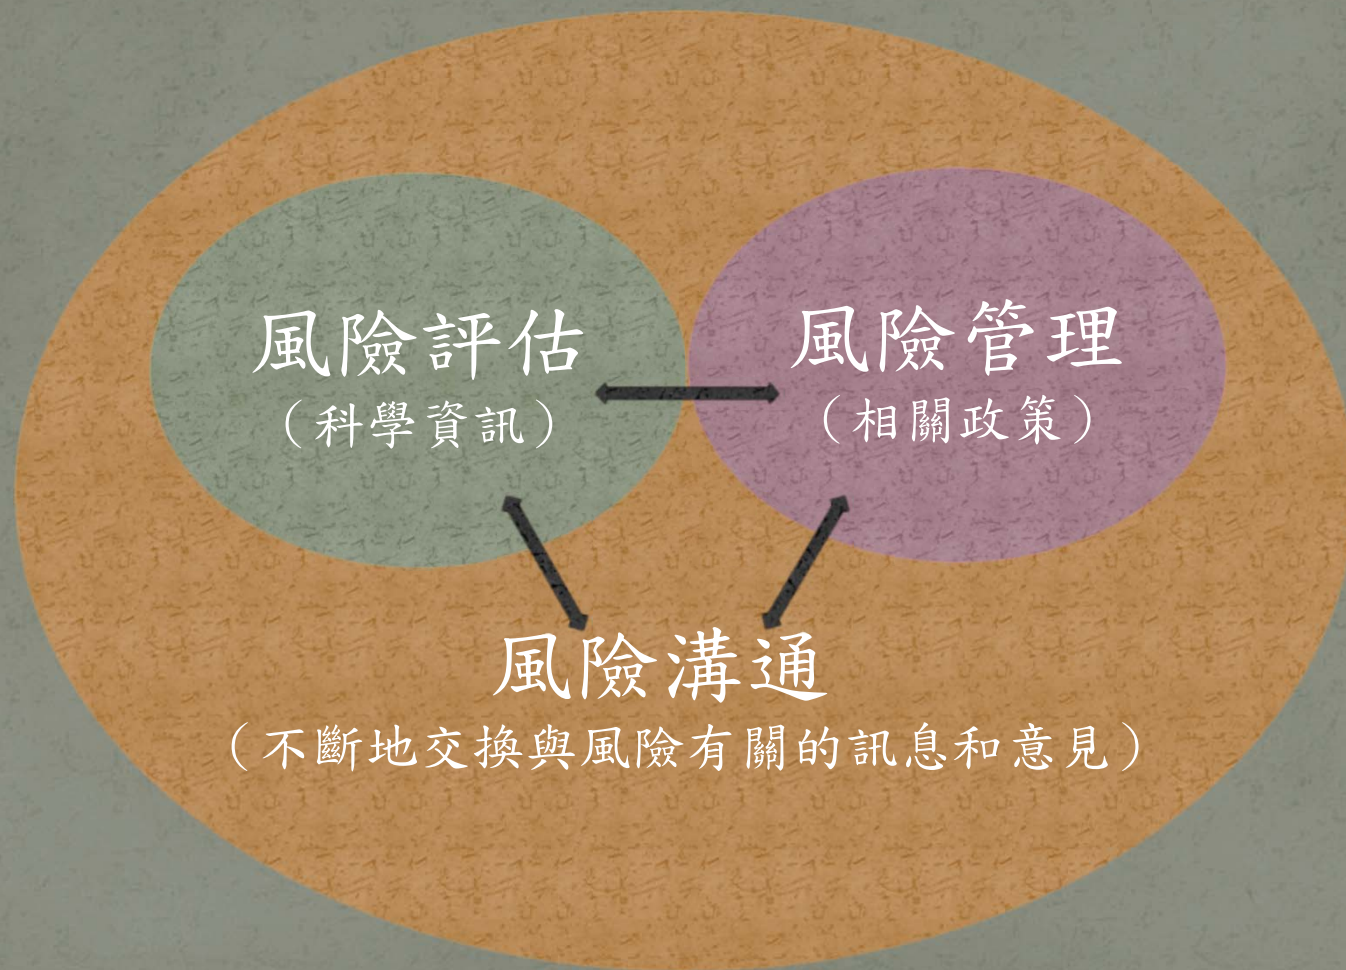 風險評估
（科學資訊）
風險管理
（相關政策）
風險溝通
（不斷地交換與風險有關的訊息和意見）